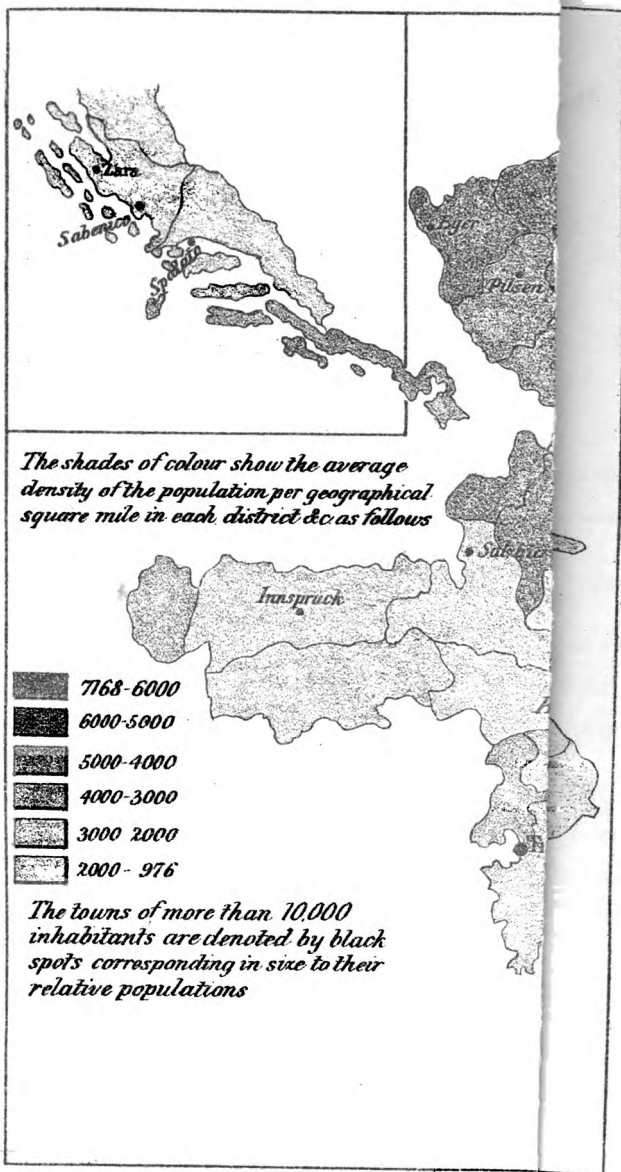 Zara
Sabenico
Spalato
Eger
Pilsen
The shades of colour show the average
density of the population per geographical
square mile in each district &c as follows
Innspruck
7168-6000
6000-5000
5000-4000
4000-3000
3000 2000
2000 - 976
The towns of more than 10,000
inhabitants are denoted by black
spots corresponding in size to their
relative populations